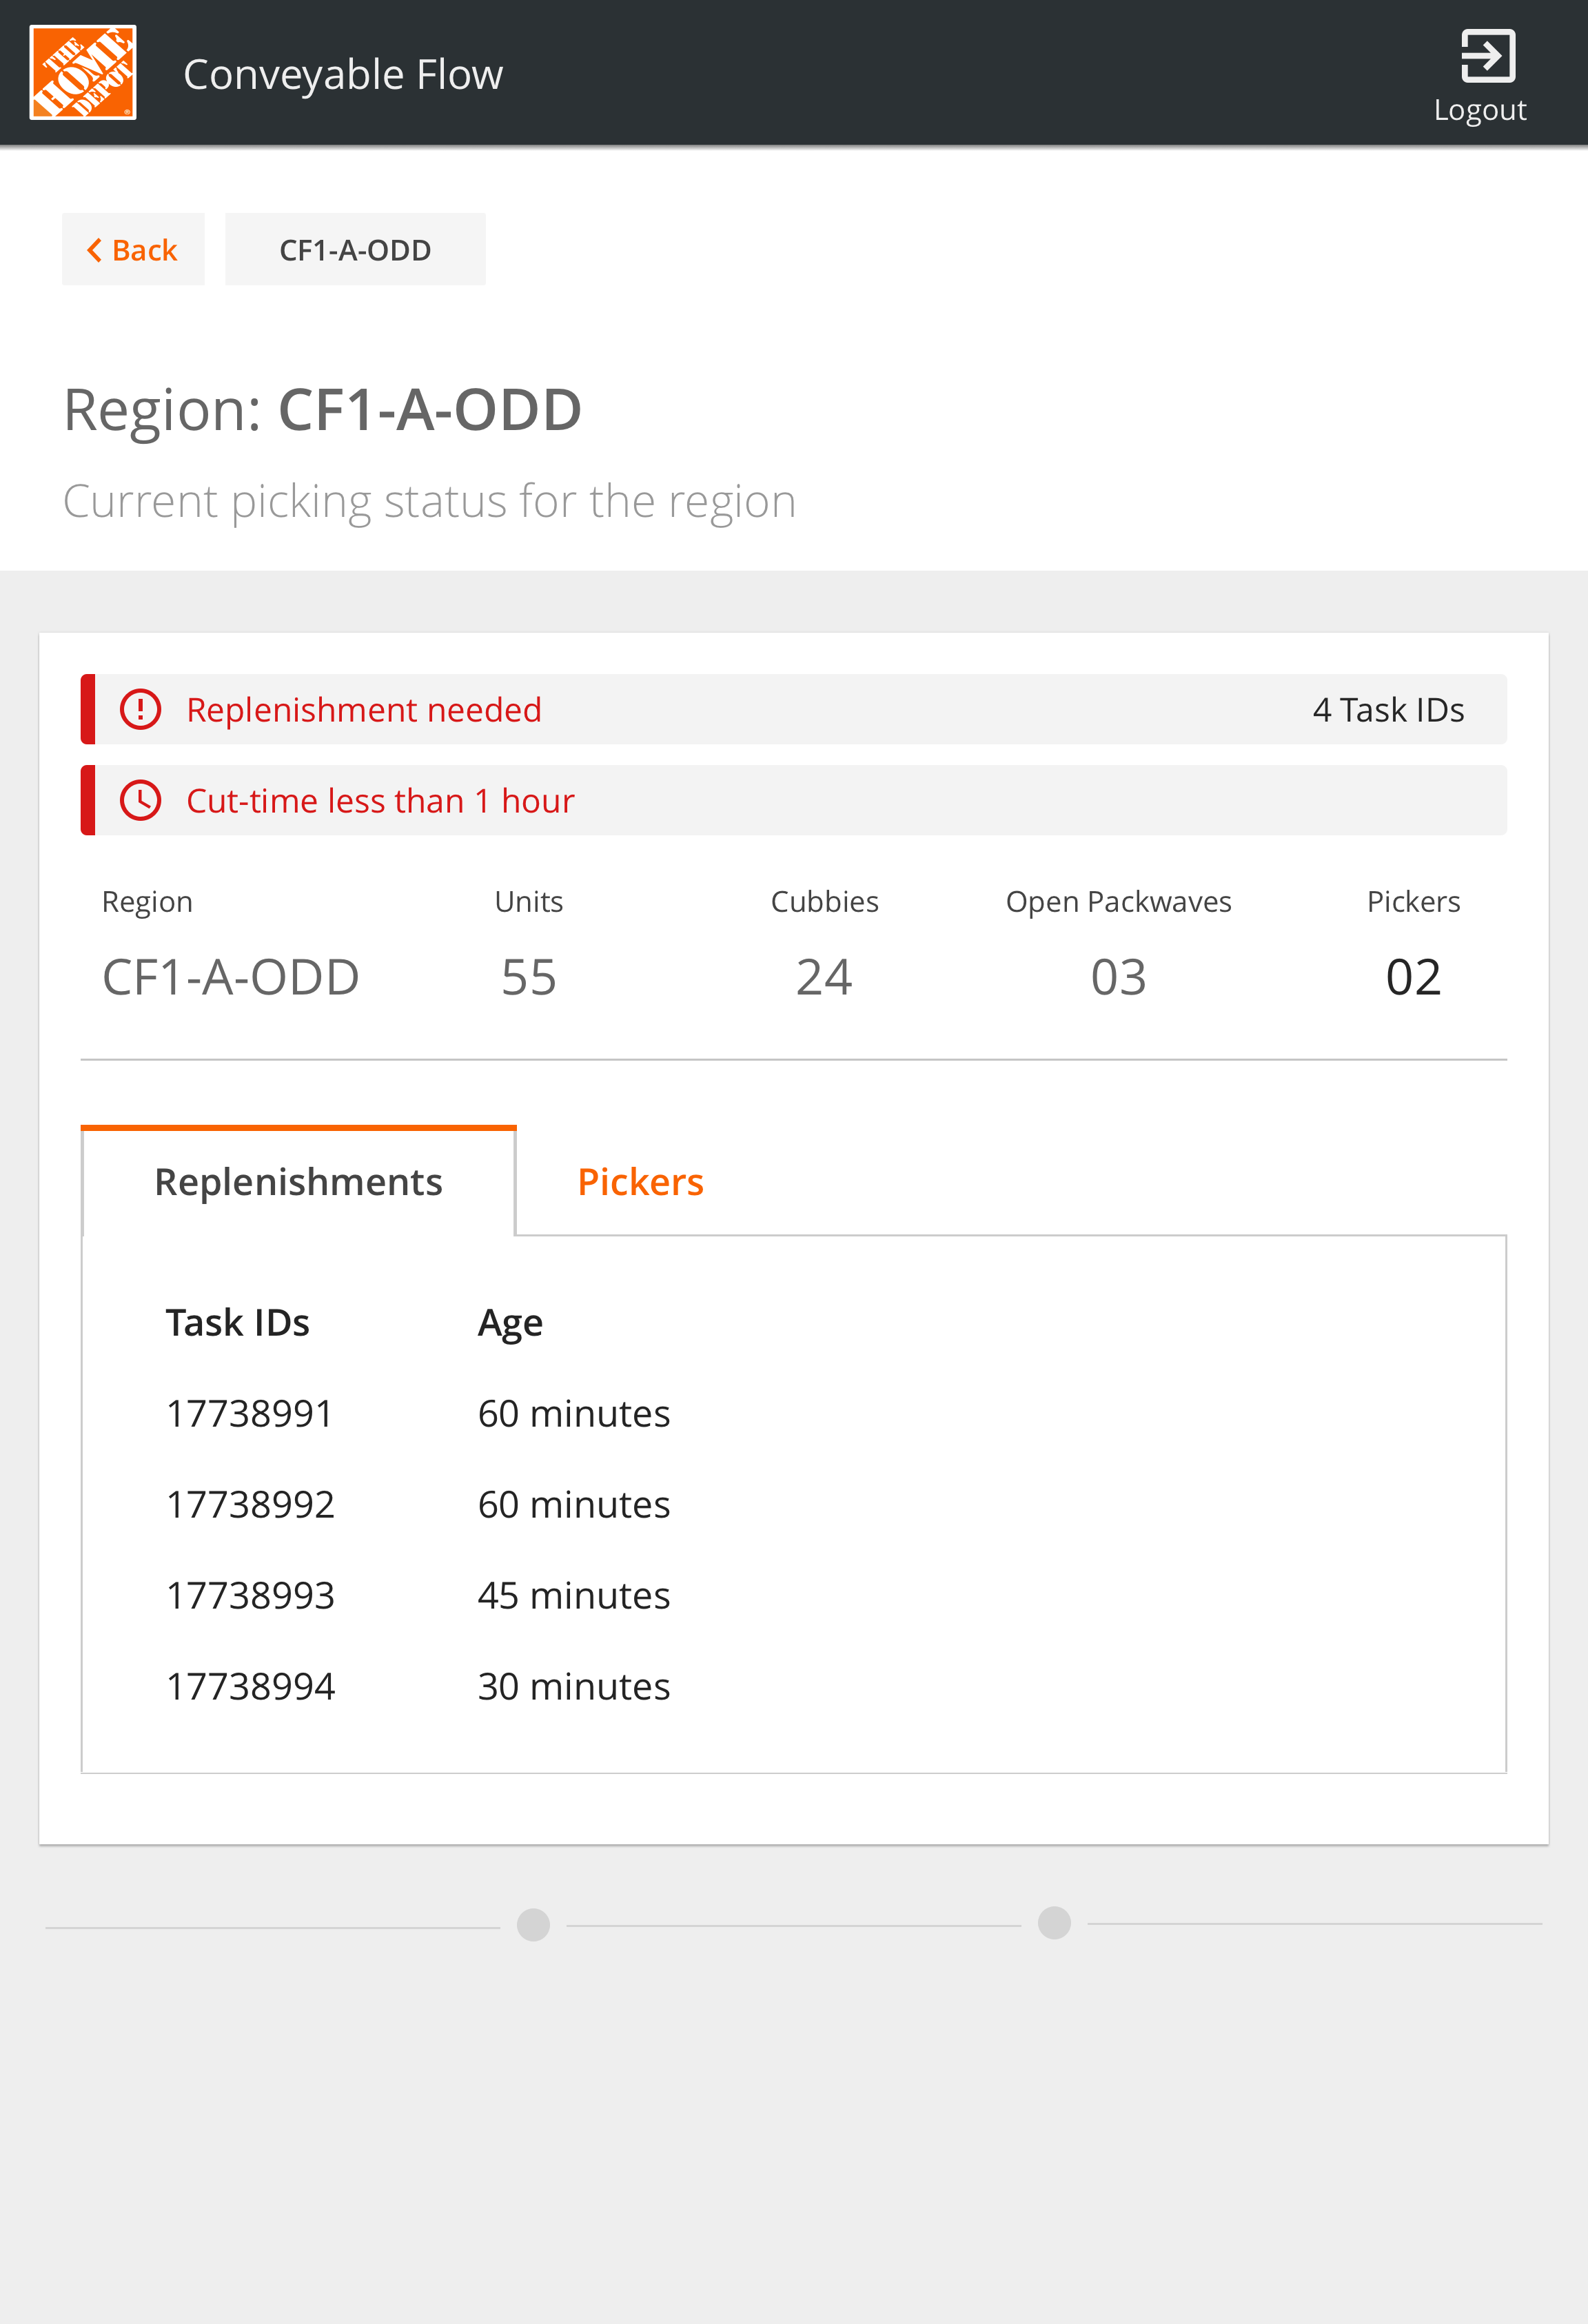 THE
HOME
DEPOT
Conveyable Flow
Logout
Back
CF1-A-ODD
Region: CF1-A-ODD
Current picking status for the region
Replenishment needed 4 Task IDs
Cut-time less than 1 hour
Region Units Cubbies Open Packwaves Pickers
CF1-A-ODD 55 24 03 02
Replenishments Pickers
Task IDs Age
17738991 60 minutes
17738992 60 minutes
17738993 45 minutes
17738994 30 minutes